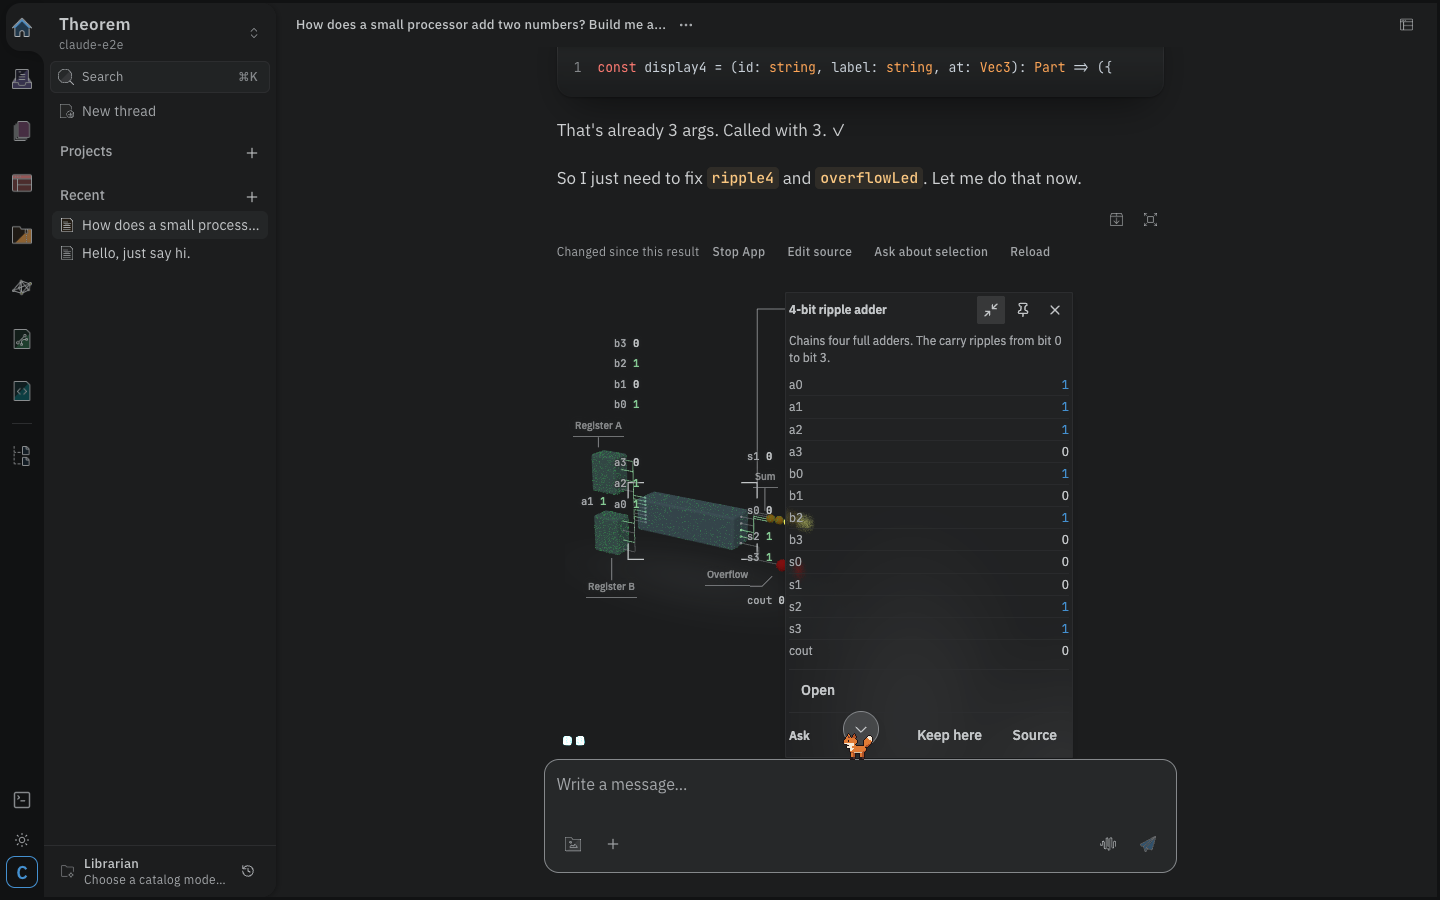 Theorem
claude-e2e
Search ⌘K
New thread
Projects
Recent
How does a small process...
Hello, just say hi.
C
Librarian
Choose a catalog mode...
How does a small processor add two numbers? Build me a...
1 const display4 = (id: string, label: string, at: Vec3): Part => ({
That's already 3 args. Called with 3. ✓
So I just need to fix ripple4 and overflowLed. Let me do that now.
Changed since this result Stop App Edit source Ask about selection Reload
b3 0
b2 1
b1 0
b0 1
Register A
a3 0
a2 1
a1 1 a0 1
Register B
s1 0
Sum
s0 0
s2 1
s3 1
Overflow
cout 0
4-bit ripple adder
Chains four full adders. The carry ripples from bit 0
to bit 3.
a0 1
a1 1
a2 1
a3 0
b0 1
b1 0
b2 1
b3 0
s0 0
s1 0
s2 1
s3 1
cout 0
Open
Ask Keep here Source
Write a message...